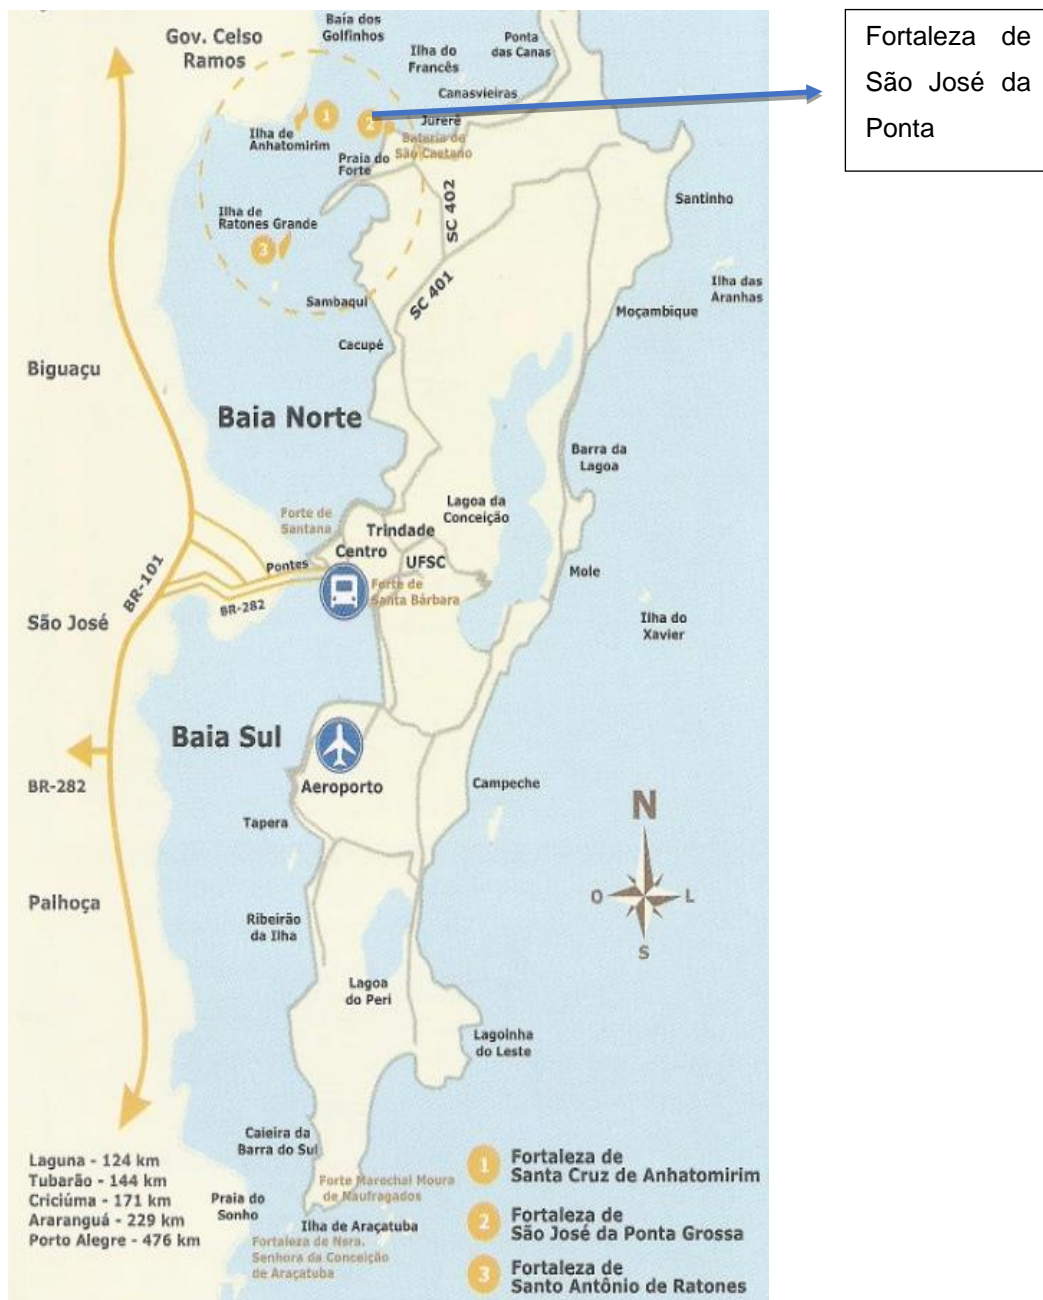 Gov. Celso
Ramos
Baía dos
Golfinhos
Ilha do
Francês
Ponta
das Canas
Canasvieiras
1
2
Jurerê
Ilha de
Anhatomirim
Bateria de
São Caetano
Praia do
Forte
SC 402
Ilha de
Ratones Grande
3
Santinho
SC 401
Ilha das
Aranhas
Sambaqui
Moçambique
Cacupé
Biguaçu
Baia Norte
Barra da
Lagoa
Lagoa da
Conceição
Forte de
Santana
Trindade
Centro
UFSC
Pontes
Mole
BR-101
BR-282
Forte de
Santa Bárbara
São José
Ilha do
Xavier
Baia Sul
BR-282
Aeroporto
Campeche
Tapera
N
O
L
S
Palhoça
Ribeirão
da Ilha
Lagoa
do Peri
Lagoinha
do Leste
Caieira da
Barra do Sul
Laguna - 124 km
Tubarão - 144 km
Criciúma - 171 km
Araranguá - 229 km
Porto Alegre - 476 km
Praia do
Sonho
Forte Marechal Moura
de Naufragados
Ilha de Araçatuba
Fortaleza de Nsra.
Senhora da Conceição
de Araçatuba
1 Fortaleza de
Santa Cruz de Anhatomirim
2 Fortaleza de
São José da Ponta Grossa
3 Fortaleza de
Santo Antônio de Ratones
Fortaleza de
São José da
Ponta